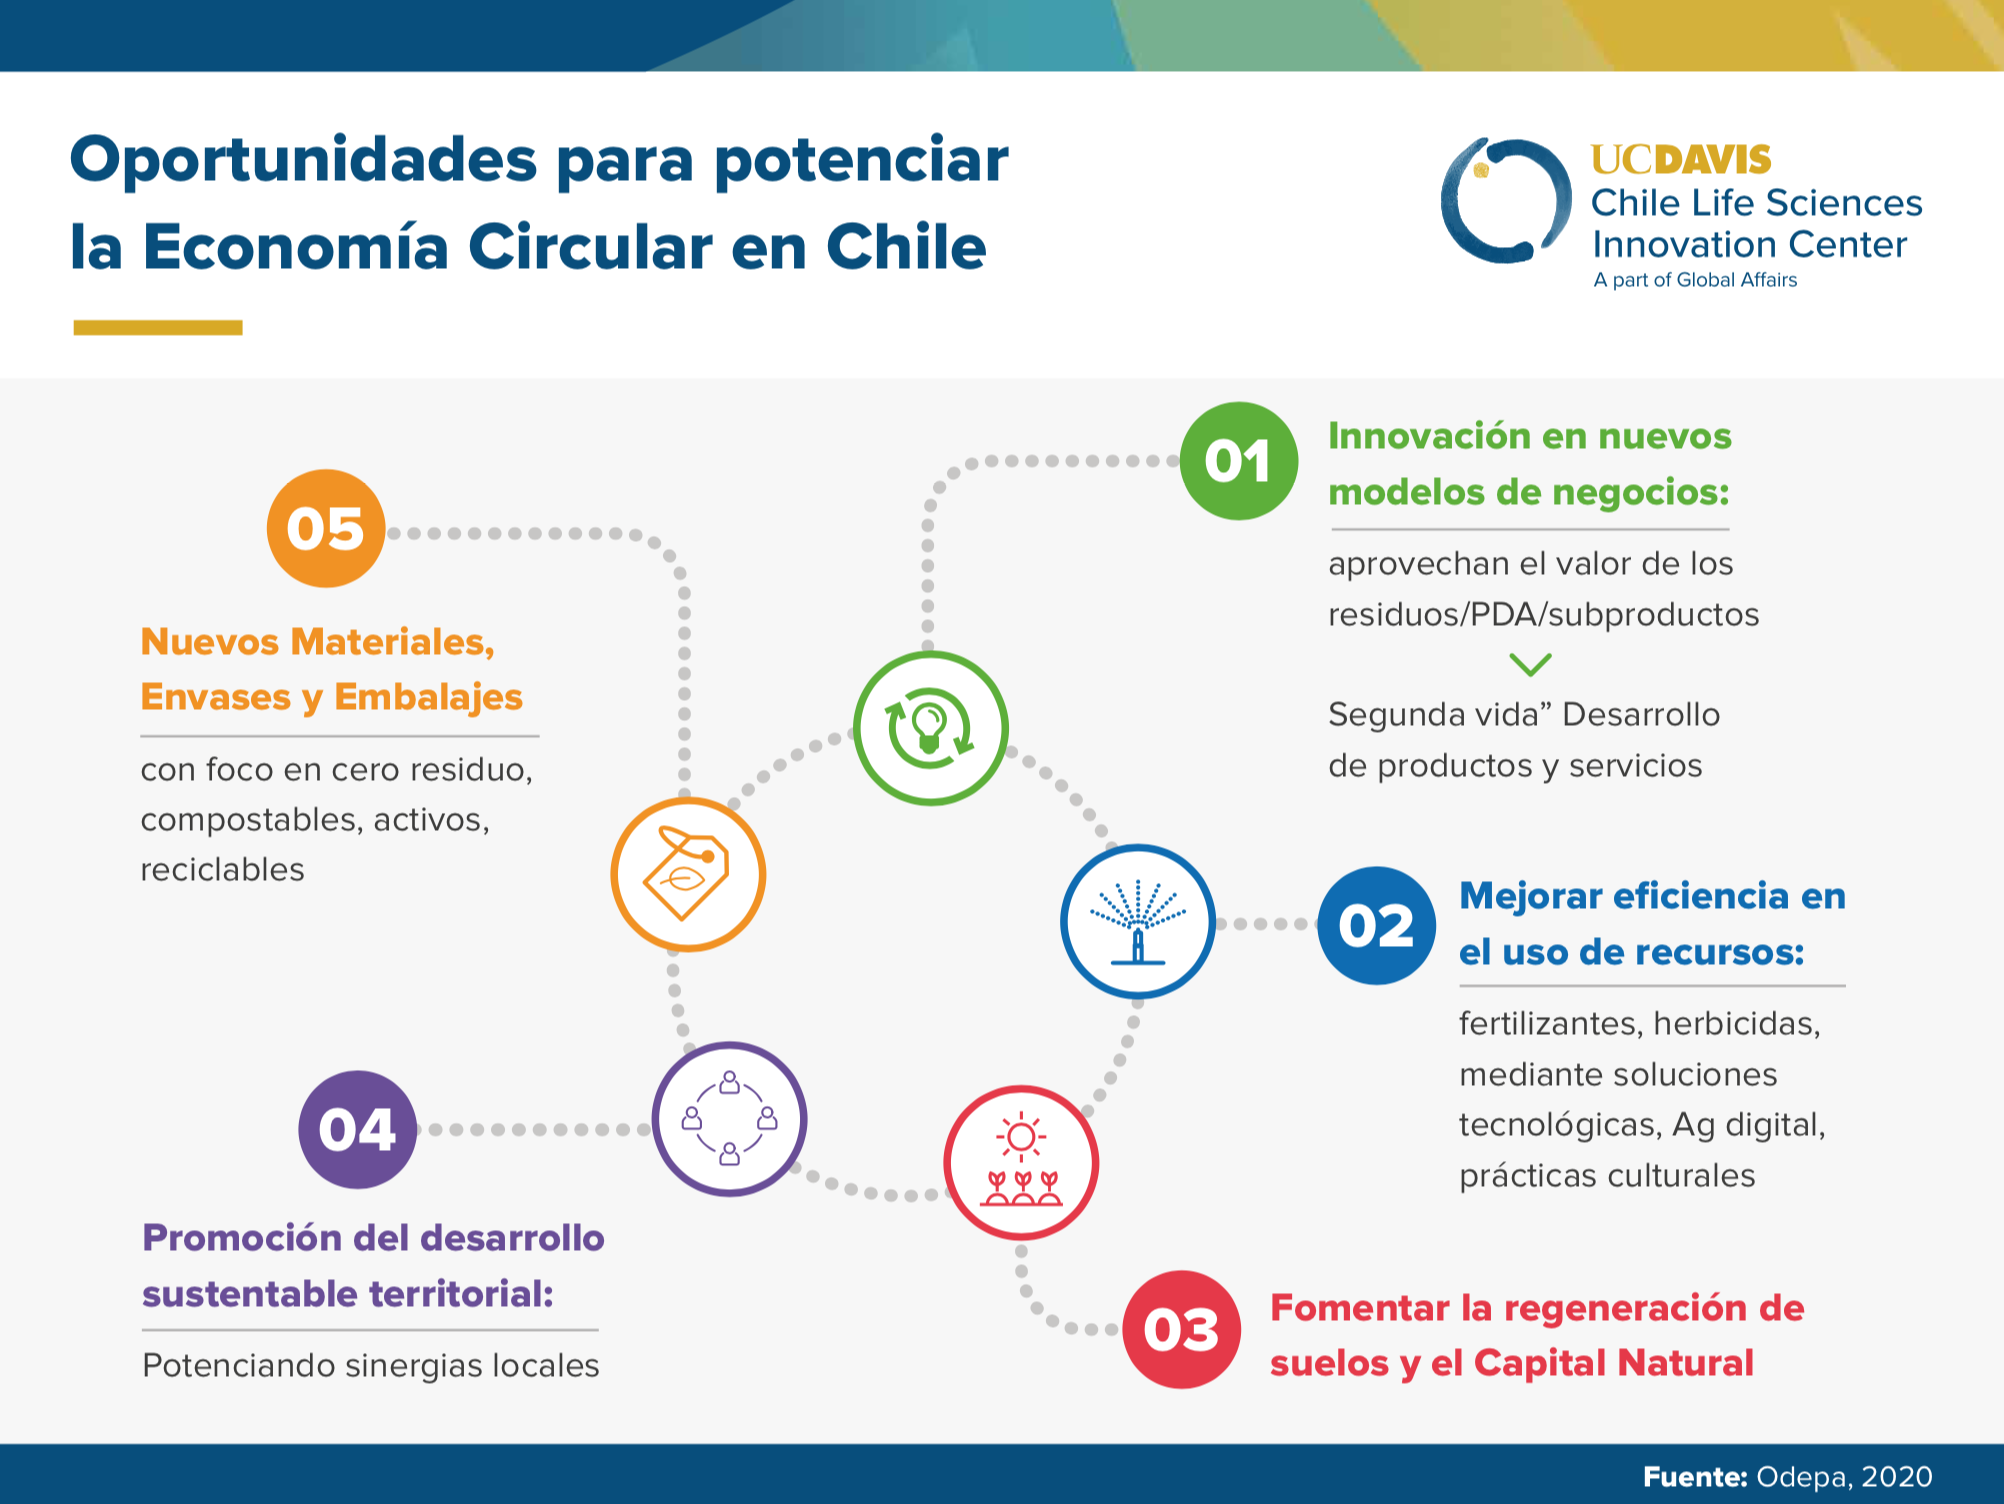 Oportunidades para potenciar
la Economía Circular en Chile
UCDAVIS
Chile Life Sciences
Innovation Center
A part of Global Affairs
01
Innovación en nuevos
modelos de negocios:
aprovechan el valor de los
residuos/PDA/subproductos
Segunda vida” Desarrollo
de productos y servicios
02
Mejorar eficiencia en
el uso de recursos:
fertilizantes, herbicidas,
mediante soluciones
tecnológicas, Ag digital,
prácticas culturales
03
Fomentar la regeneración de
suelos y el Capital Natural
04
Promoción del desarrollo
sustentable territorial:
Potenciando sinergias locales
05
Nuevos Materiales,
Envases y Embalajes
con foco en cero residuo,
compostables, activos,
reciclables
Fuente: Odepa, 2020